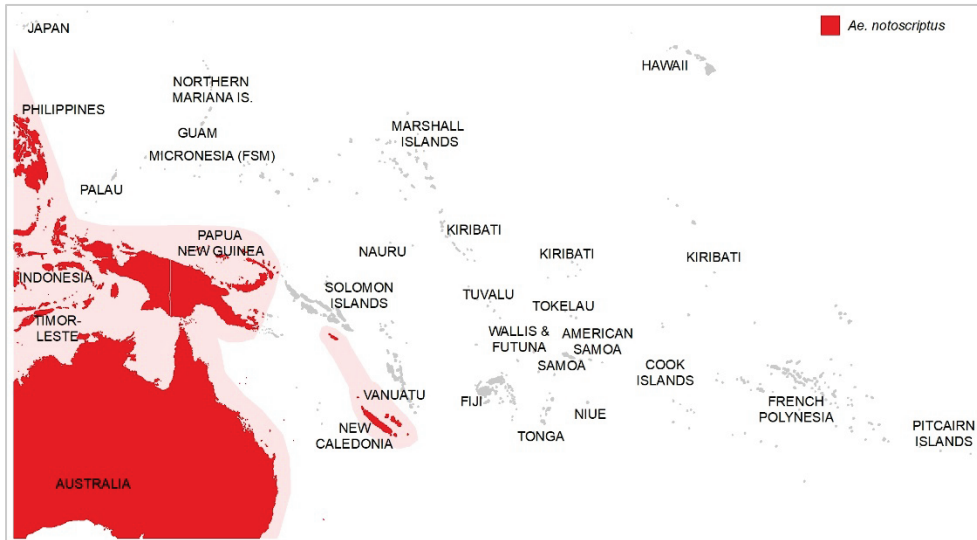 JAPAN
Ae. notoscriptus
HAWAII
NORTHERN
MARIANA IS.
PHILIPPINES
GUAM
MARSHALL
ISLANDS
MICRONESIA (FSM)
PALAU
KIRIBATI
PAPUA
NEW GUINEA
NAURU
KIRIBATI
KIRIBATI
INDONESIA
SOLOMON
ISLANDS
TUVALU
TOKELAU
TIMOR-
LESTE
WALLIS &
FUTUNA
AMERICAN
SAMOA
SAMOA
COOK
ISLANDS
VANUATU
FIJI
NIUE
FRENCH
POLYNESIA
NEW
CALEDONIA
TONGA
PITCAIRN
ISLANDS
AUSTRALIA